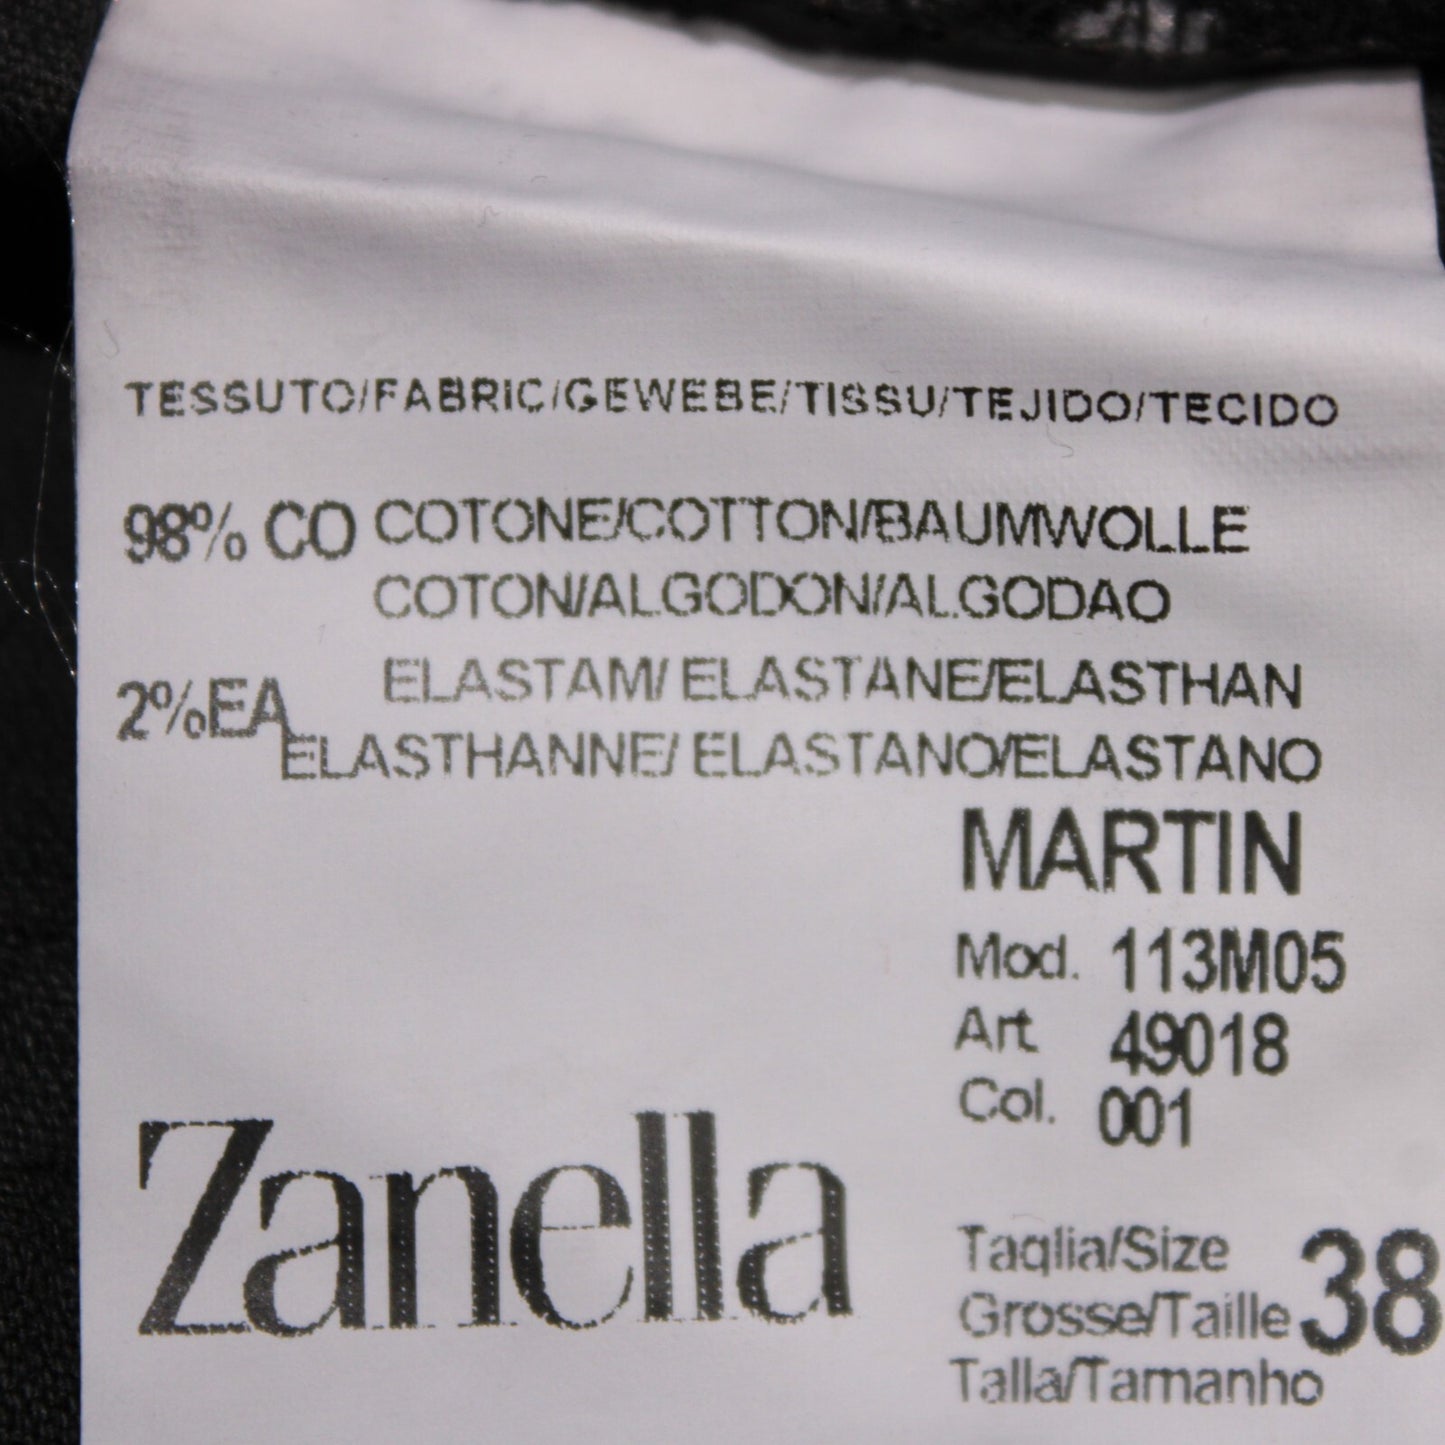 TESSUTO/FABRIC/GEWEBE/TISSU/TEJIDO/TECIDO
98% CO COTONE/COTTON/BAUMWOLLE
COTON/ALGODON/ALGODAO
2%EA ELASTAM/ ELASTANE/ELASTHAN
ELASTHANNE/ ELASTANO/ELASTANO
MARTIN
Mod. 113M05
Art 49018
Col. 001
Zanella
Taglia/Size
Grosse/Taille 38
Talla/Tamanho